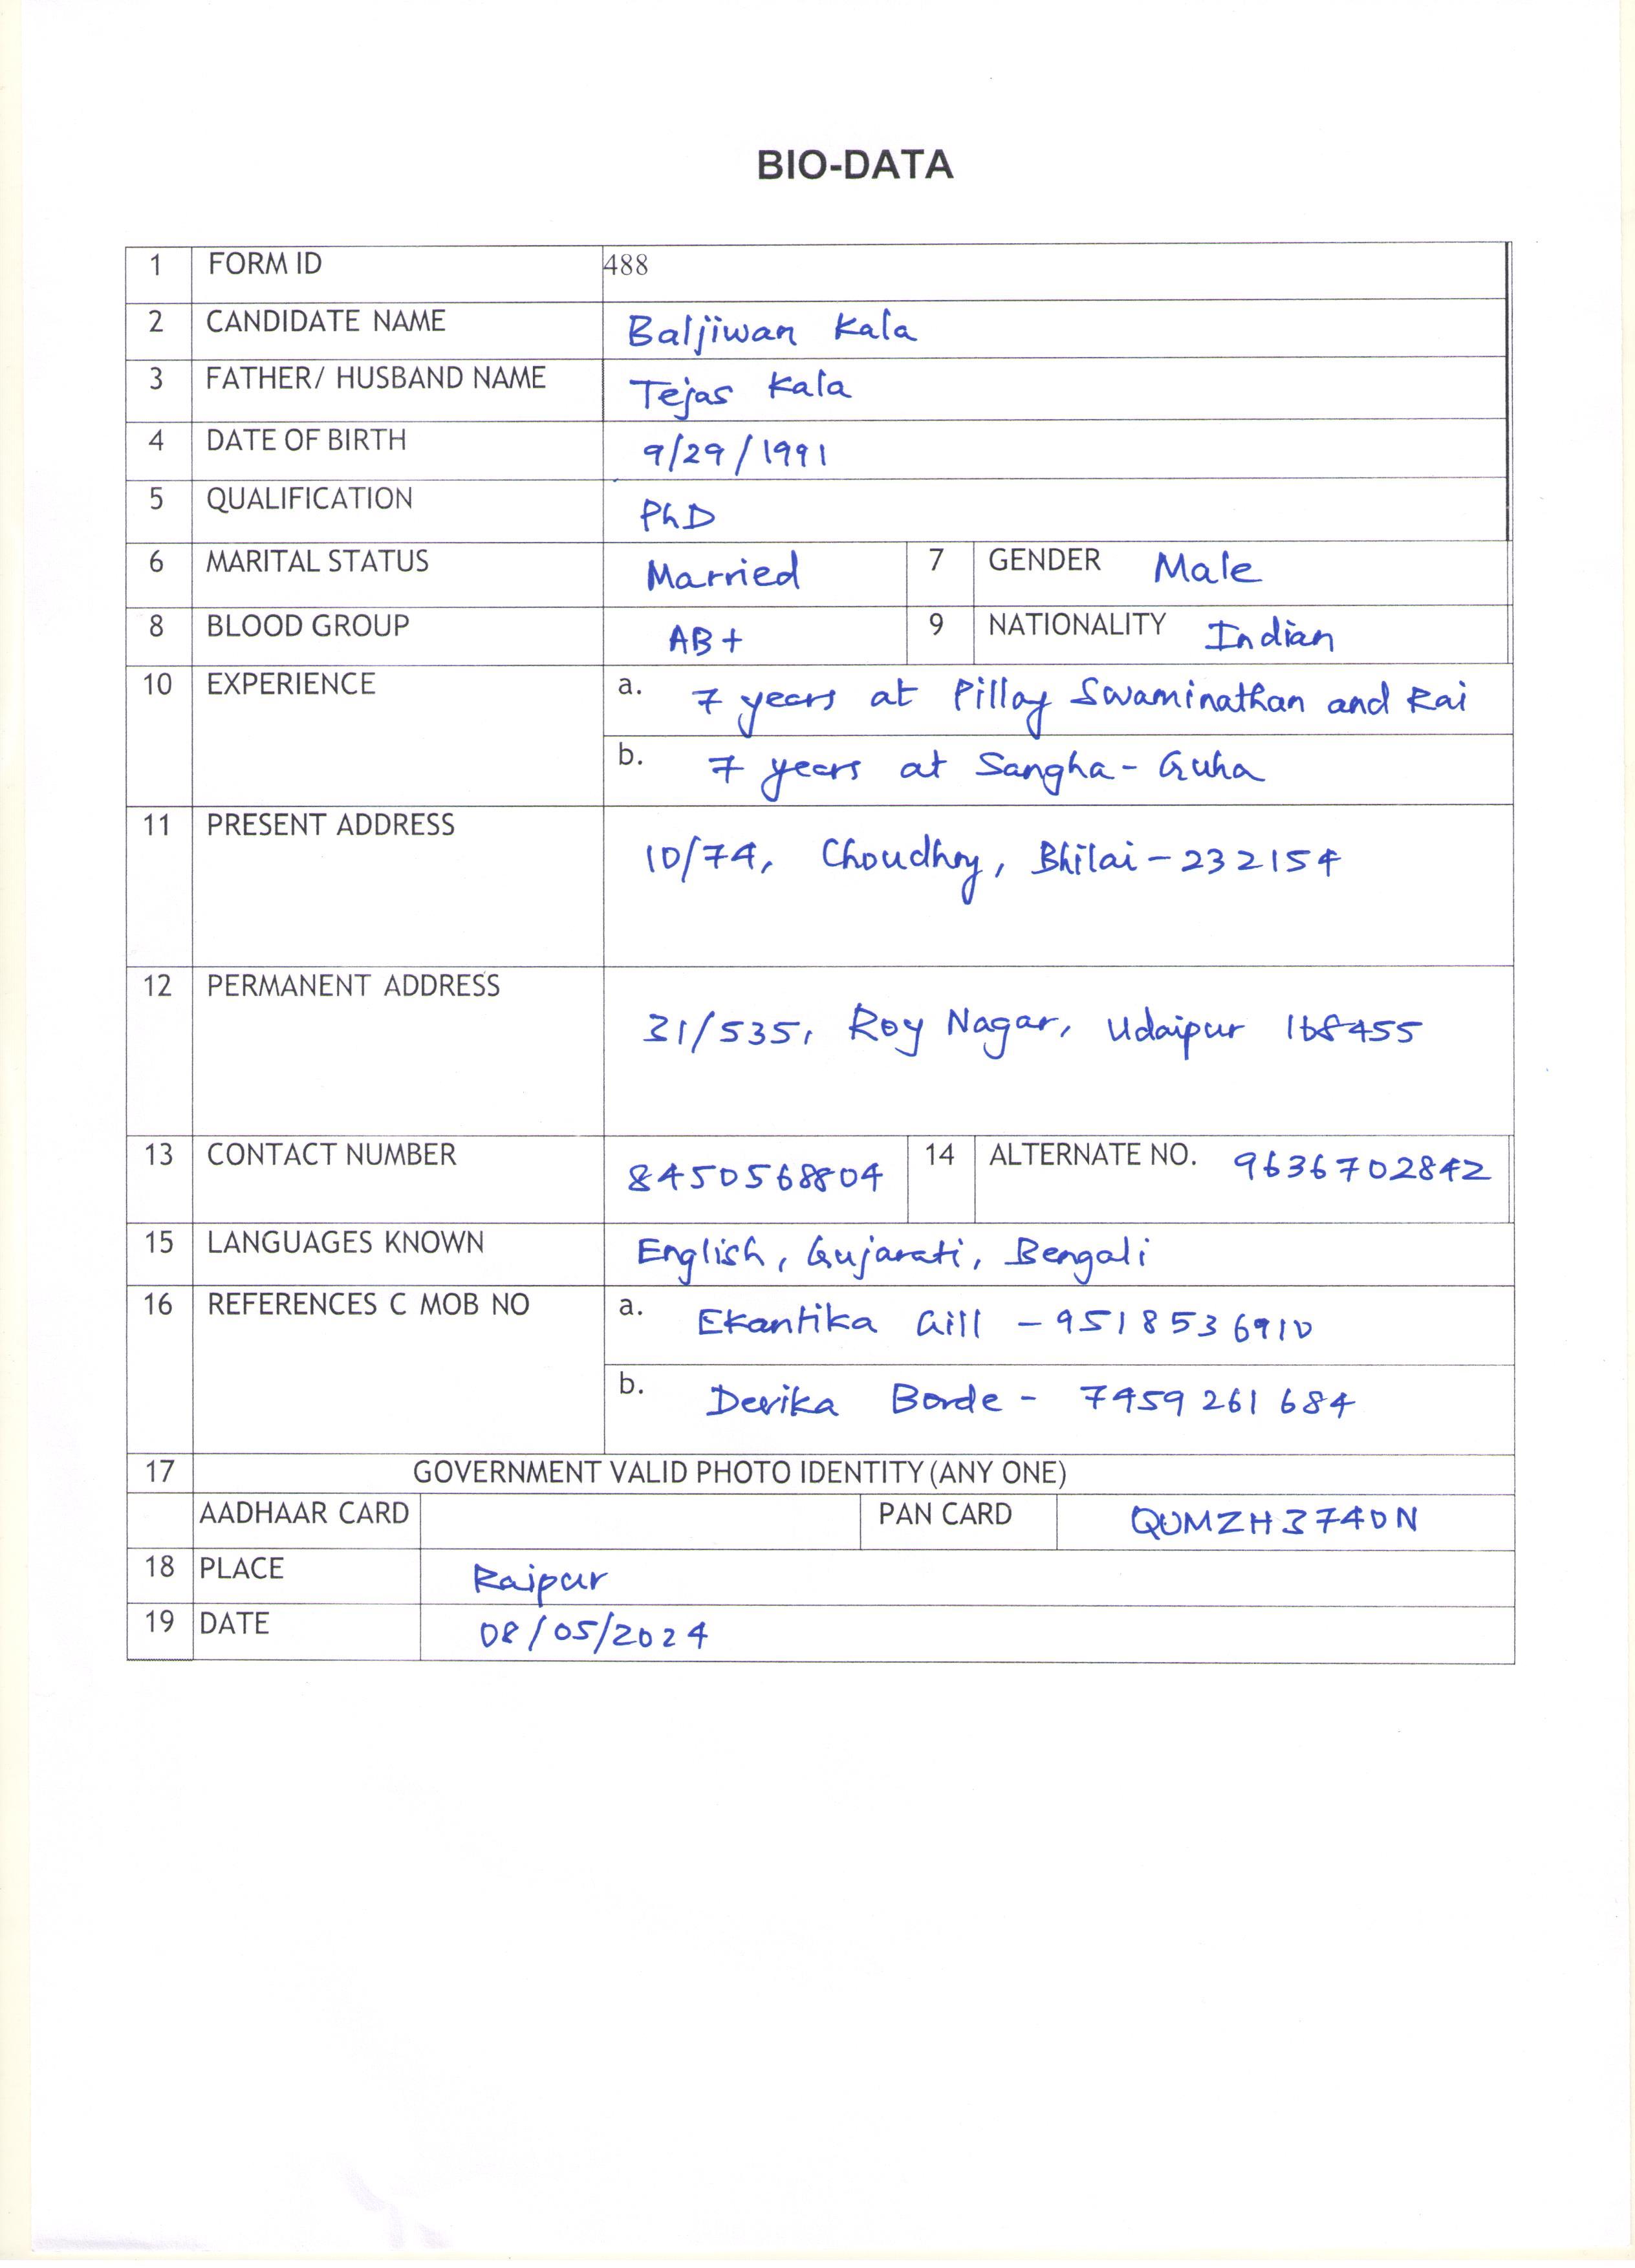 BIO-DATA
1 FORM ID 488
2 CANDIDATE NAME Baljiwan Kala
3 FATHER/ HUSBAND NAME Tejas Kala
4 DATE OF BIRTH 9/29/1991
5 QUALIFICATION PhD
6 MARITAL STATUS Married 7 GENDER Male
8 BLOOD GROUP AB+ 9 NATIONALITY Indian
10 EXPERIENCE a. 7 years at Pillay Swaminathan and Rai
b. 7 years at Sangha-Guha
11 PRESENT ADDRESS 10/74, Choudhry, Bhilai-232154
12 PERMANENT ADDRESS 31/535, Roy Nagar, Udaipur 168455
13 CONTACT NUMBER 8450568804 14 ALTERNATE NO. 9636702842
15 LANGUAGES KNOWN English, Gujarati, Bengali
16 REFERENCES C MOB NO a. Ekantika Gill - 9518536910
b. Devika Borde - 7459261684
17 GOVERNMENT VALID PHOTO IDENTITY (ANY ONE)
AADHAAR CARD PAN CARD QUMZH3740N
18 PLACE Raipur
19 DATE 08/05/2024